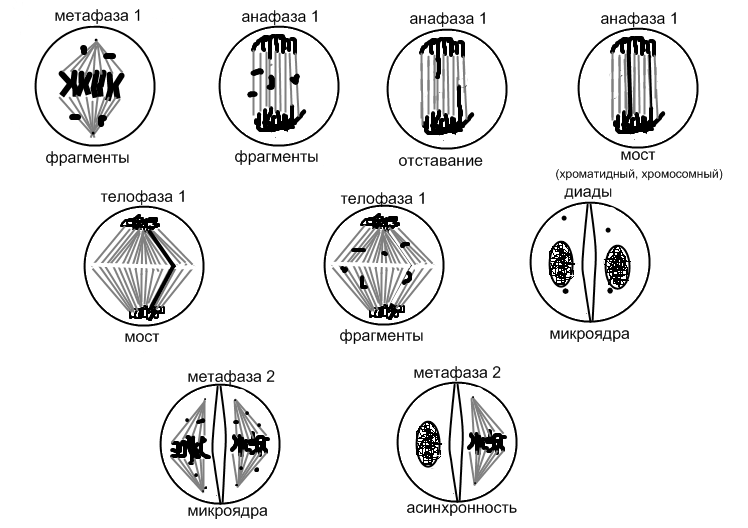 метафаза 1
анафаза 1
анафаза 1
анафаза 1
фрагменты
фрагменты
отставание
мост
(хроматидный, хромосомный)
телофаза 1
телофаза 1
диады
мост
фрагменты
микроядра
метафаза 2
метафаза 2
микроядра
асинхронность